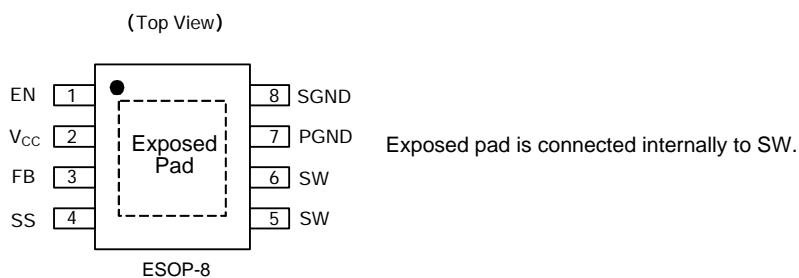 (Top View)
EN 1 8 SGND
VCC 2 7 PGND
FB 3 6 SW
SS 4 5 SW
Exposed
Pad
Exposed pad is connected internally to SW.
ESOP-8